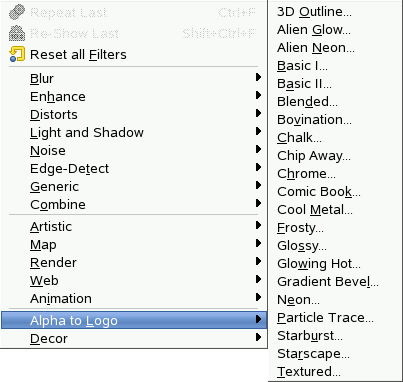 Repeat Last Ctrl+F
Re-Show Last Shift+Ctrl+F
Reset all Filters
Blur
Enhance
Distorts
Light and Shadow
Noise
Edge-Detect
Generic
Combine
Artistic
Map
Render
Web
Animation
Alpha to Logo
Decor
3D Outline...
Alien Glow...
Alien Neon...
Basic I...
Basic II...
Blended...
Bovination...
Chalk...
Chip Away...
Chrome...
Comic Book...
Cool Metal...
Frosty...
Glossy...
Glowing Hot...
Gradient Bevel...
Neon...
Particle Trace...
Starburst...
Starscape...
Textured...